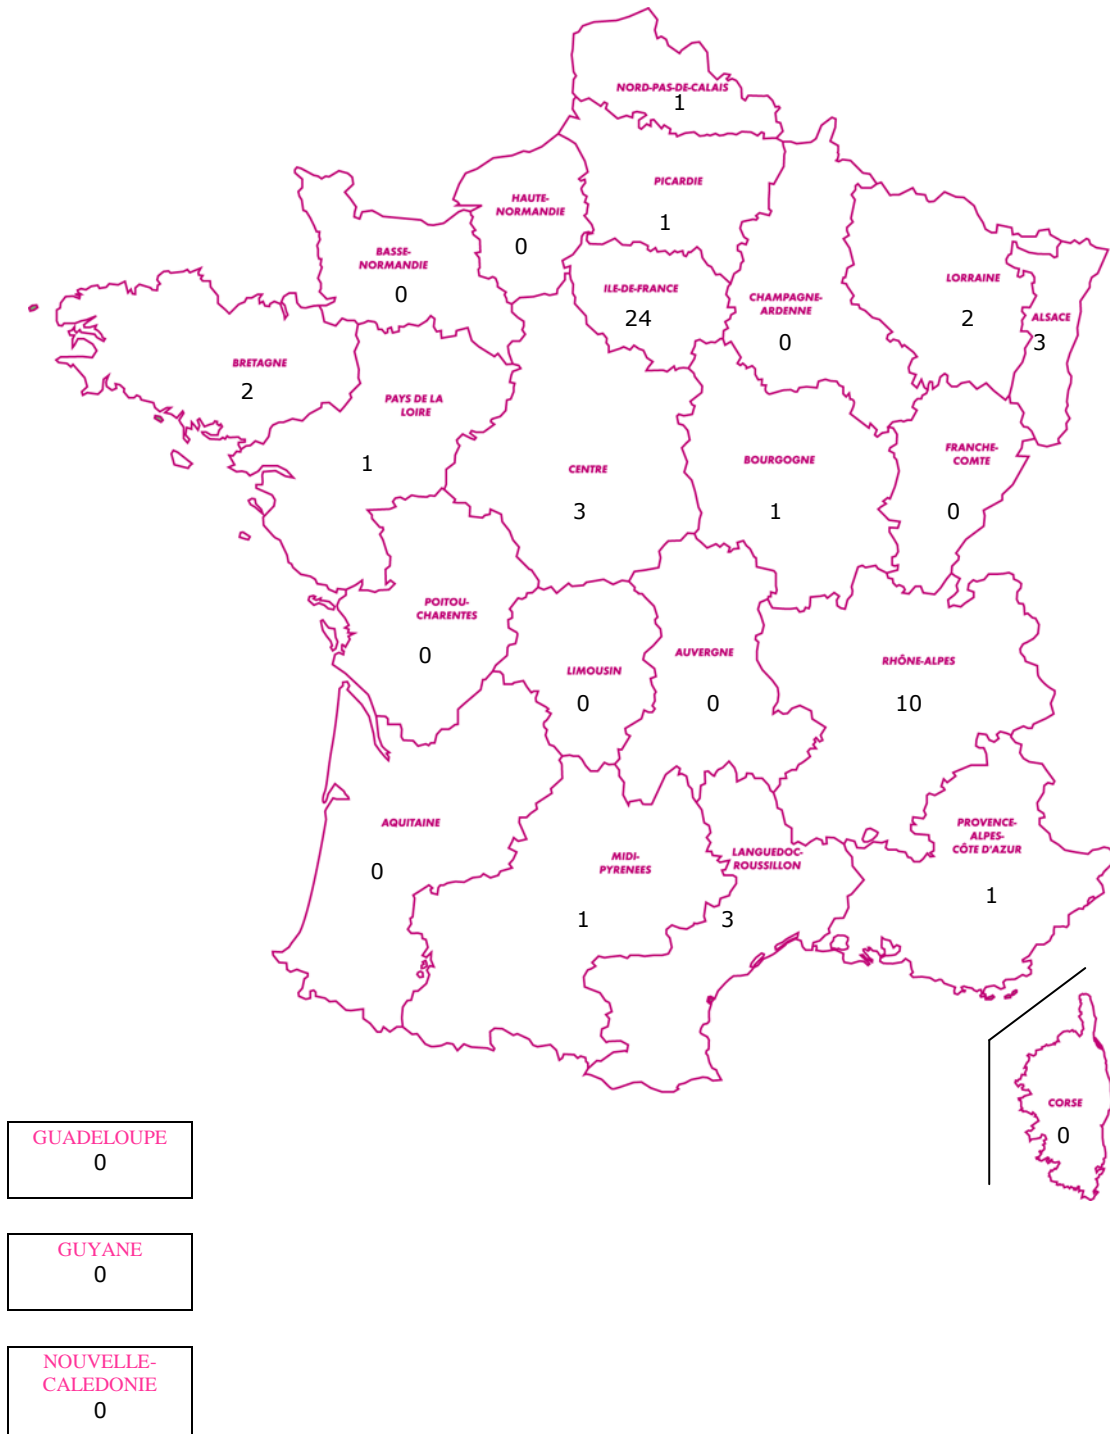 NORD-PAS-DE-CALAIS
1
PICARDIE
1
HAUTE-
NORMANDIE
0
BASSE-
NORMANDIE
0
ILE-DE-FRANCE
24
CHAMPAGNE-
ARDENNE
0
LORRAINE
2
ALSACE
3
BRETAGNE
2
PAYS DE LA
LOIRE
1
CENTRE
3
BOURGOGNE
1
FRANCHE-
COMTE
0
POITOU-
CHARENTES
0
LIMOUSIN
0
AUVERGNE
0
RHÔNE-ALPES
10
AQUITAINE
0
MIDI-
PYRENEES
1
LANGUEDOC-
ROUSSILLON
3
PROVENCE-
ALPES-
CÔTE D'AZUR
1
CORSE
0
GUADELOUPE
0
GUYANE
0
NOUVELLE-
CALEDONIE
0